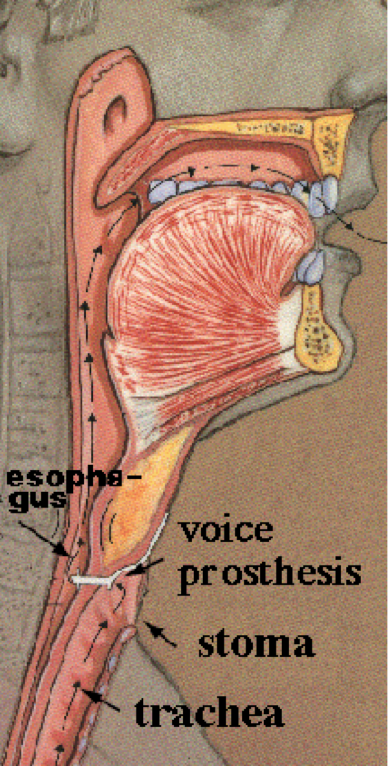 esopha-
gus
voice
prosthesis
stoma
trachea